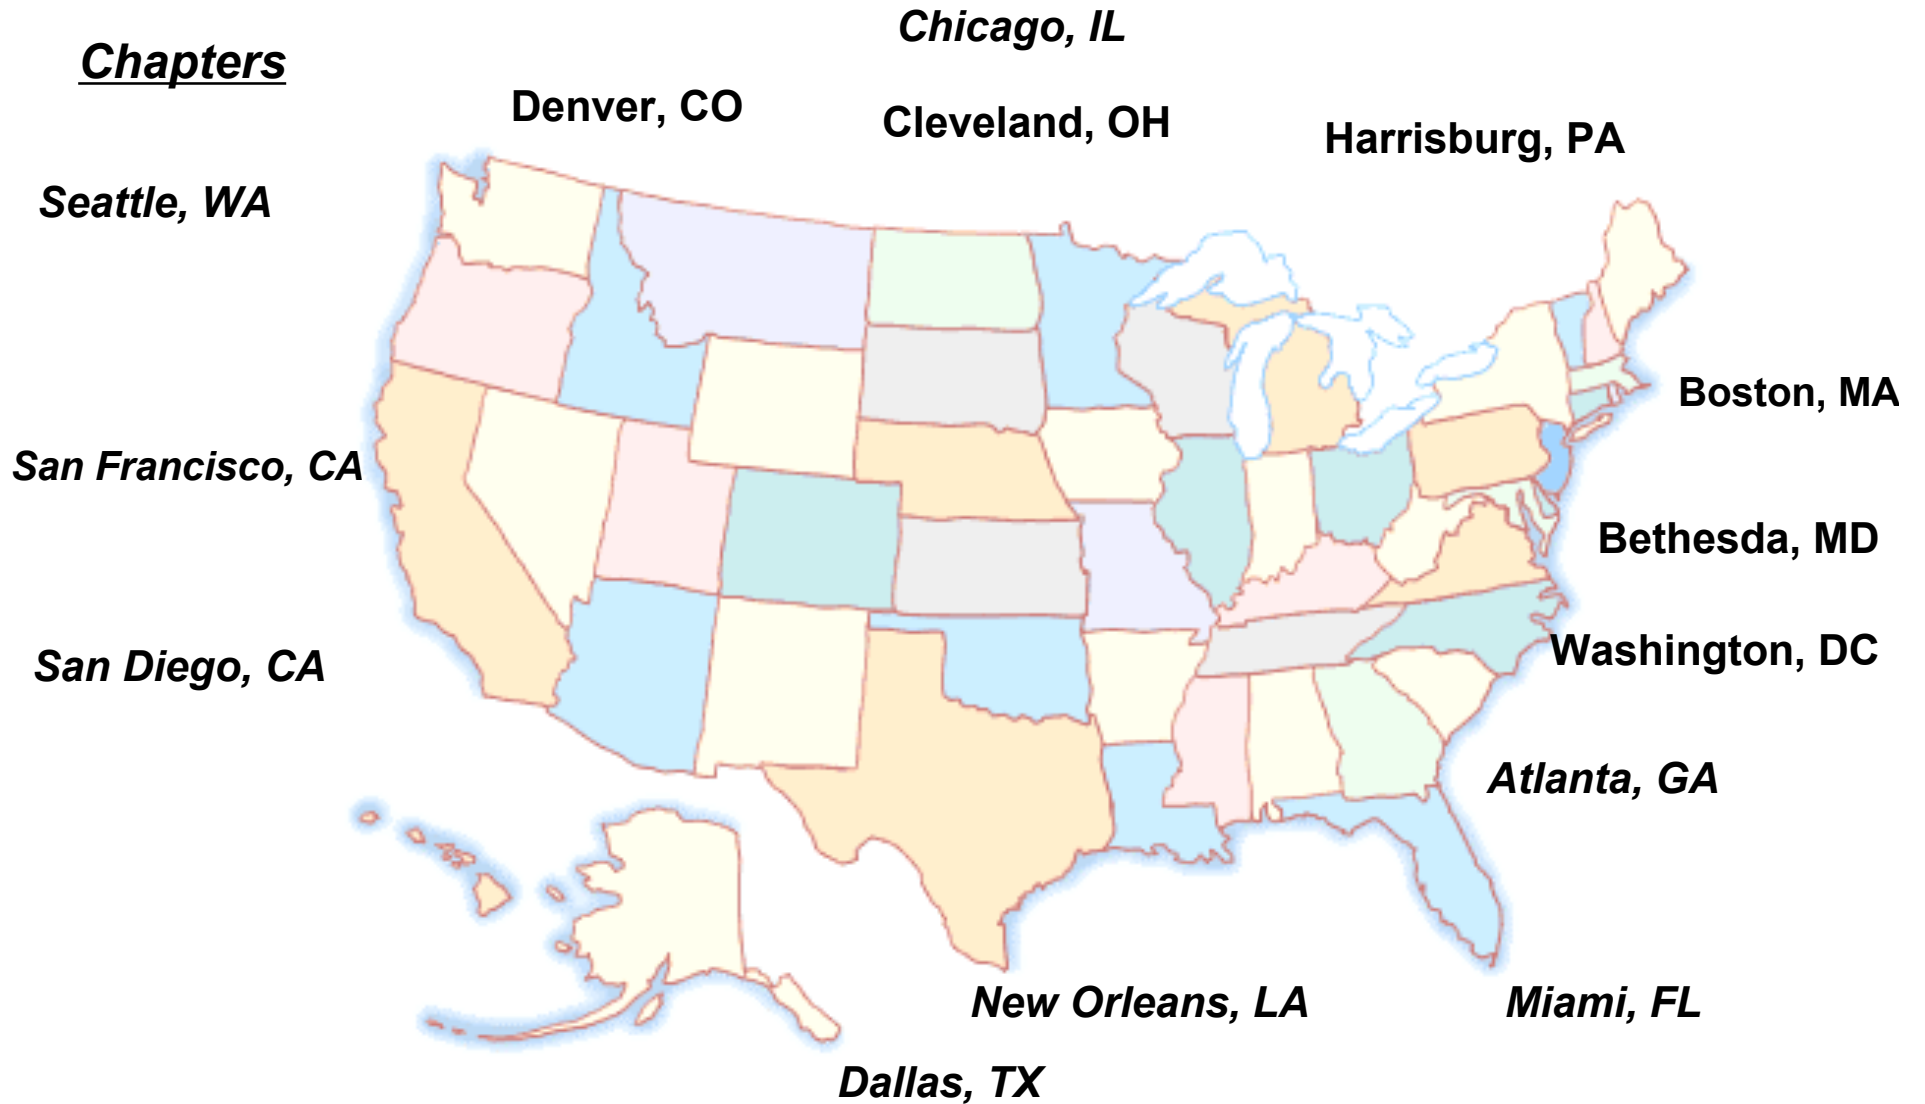 Chicago, IL
Chapters
Denver, CO
Cleveland, OH
Harrisburg, PA
Seattle, WA
Boston, MA
San Francisco, CA
Bethesda, MD
Washington, DC
San Diego, CA
Atlanta, GA
New Orleans, LA
Miami, FL
Dallas, TX